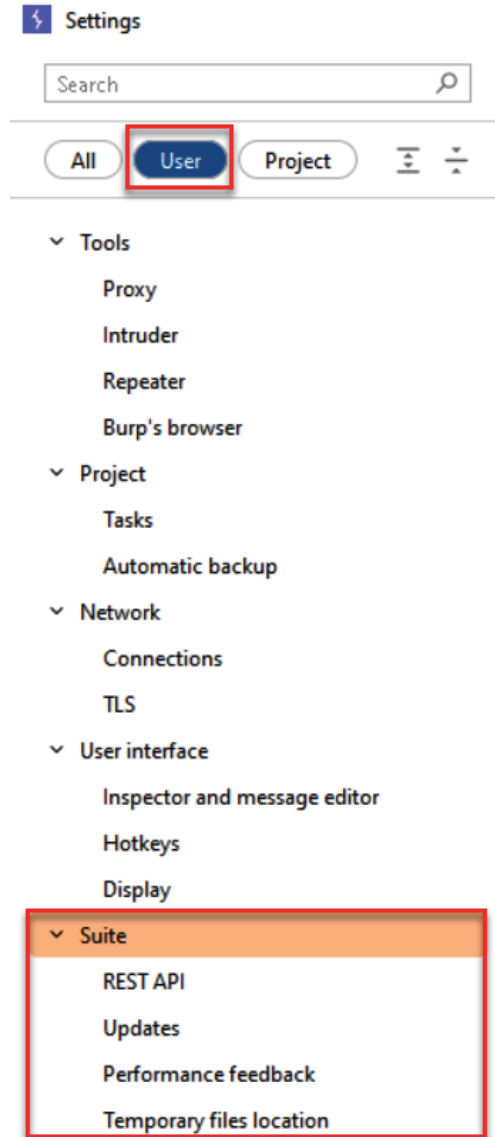 Settings
Search
All User Project
Tools
Proxy
Intruder
Repeater
Burp's browser
Project
Tasks
Automatic backup
Network
Connections
TLS
User interface
Inspector and message editor
Hotkeys
Display
Suite
REST API
Updates
Performance feedback
Temporary files location